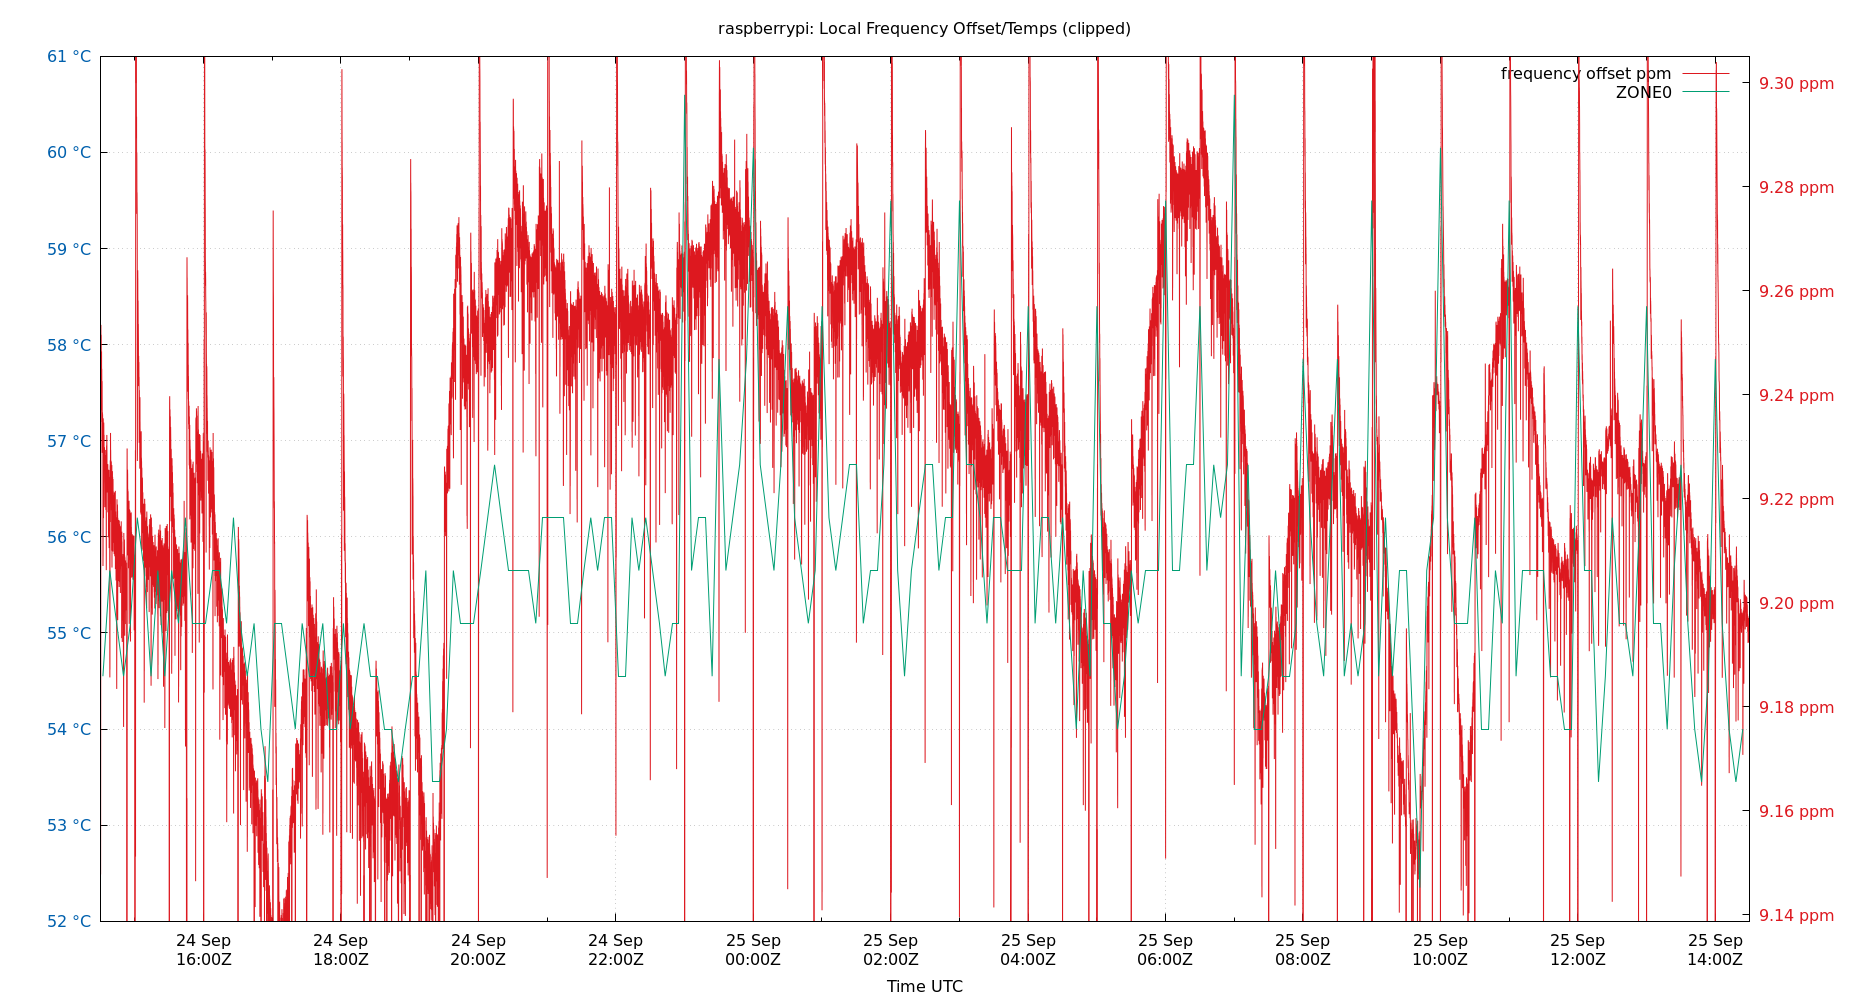 raspberrypi: Local Frequency Offset/Temps (clipped)
61 °C
60 °C
59 °C
58 °C
57 °C
56 °C
55 °C
54 °C
53 °C
52 °C
frequency offset ppm
ZONE0
9.30 ppm
9.28 ppm
9.26 ppm
9.24 ppm
9.22 ppm
9.20 ppm
9.18 ppm
9.16 ppm
9.14 ppm
24 Sep
16:00Z
24 Sep
18:00Z
24 Sep
20:00Z
24 Sep
22:00Z
25 Sep
00:00Z
25 Sep
02:00Z
25 Sep
04:00Z
25 Sep
06:00Z
25 Sep
08:00Z
25 Sep
10:00Z
25 Sep
12:00Z
25 Sep
14:00Z
Time UTC